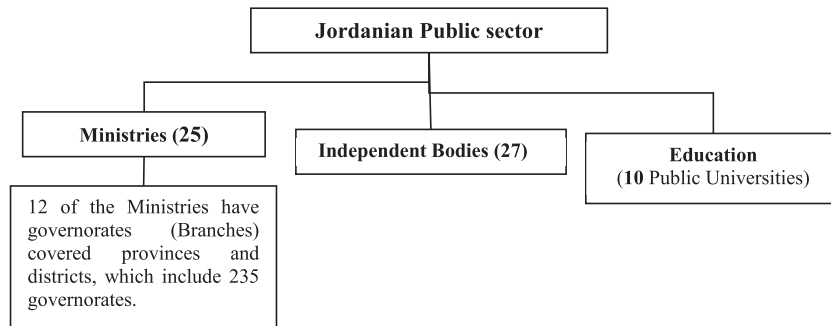 Jordanian Public sector
Ministries (25)
Independent Bodies (27)
Education
(10 Public Universities)
12 of the Ministries have
governorates (Branches)
covered provinces and
districts, which include 235
governorates.